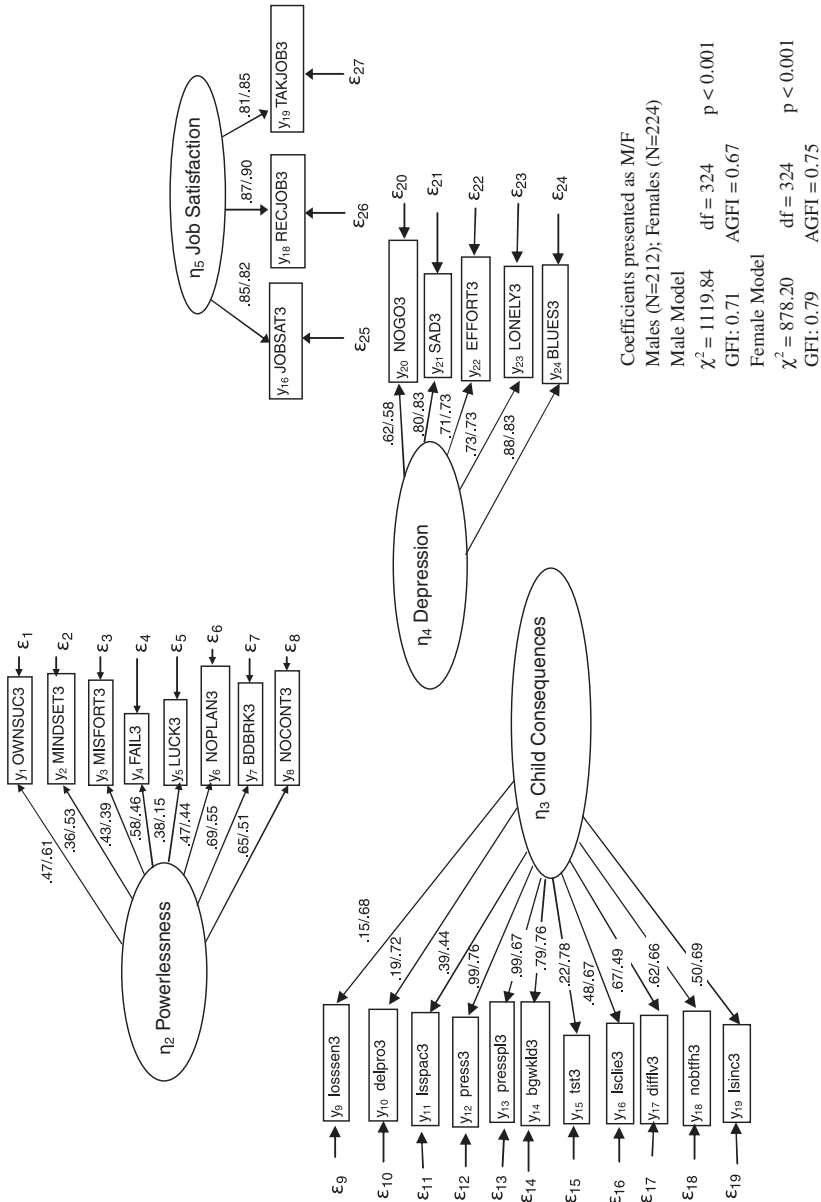 η2 Powerlessness
.47/.61
.36/.53
.43/.39
.58/.46
.38/.15
.47/.44
.69/.55
.65/.51
y1 OWNSUC3 ε1
y2 MINDSET3 ε2
y3 MISFORT3 ε3
y4 FAIL3 ε4
y5 LUCK3 ε5
y6 NOPLAN3 ε6
y7 BDBRK3 ε7
y8 NOCONT3 ε8
η5 Job Satisfaction
.85/.82
.87/.90
.81/.85
y16 JOBSAT3
y18 RECJOB3
y19 TAKJOB3
ε25
ε26
ε27
η4 Depression
.62/.58
.80/.83
.71/.73
.73/.73
.88/.83
y20 NOGO3 ε20
y21 SAD3 ε21
y22 EFFORT3 ε22
y23 LONELY3 ε23
y24 BLUES3 ε24
η3 Child Consequences
.15/.68
.19/.72
.39/.44
.99/.76
.99/.67
.79/.76
.22/.78
.48/.67
.67/.49
.62/.66
.50/.69
ε9 y9 losssen3
ε10 y10 delpro3
ε11 y11 lsspac3
ε12 y12 press3
ε13 y13 presspl3
ε14 y14 bgwkld3
ε15 y15 tst3
ε16 y16 lsclie3
ε17 y17 difflv3
ε18 y18 nobtfh3
ε19 y19 lsinc3
Coefficients presented as M/F
Males (N=212); Females (N=224)
Male Model
χ² = 1119.84 df = 324 p < 0.001
GFI: 0.71 AGFI = 0.67
Female Model
χ² = 878.20 df = 324 p < 0.001
GFI: 0.79 AGFI = 0.75